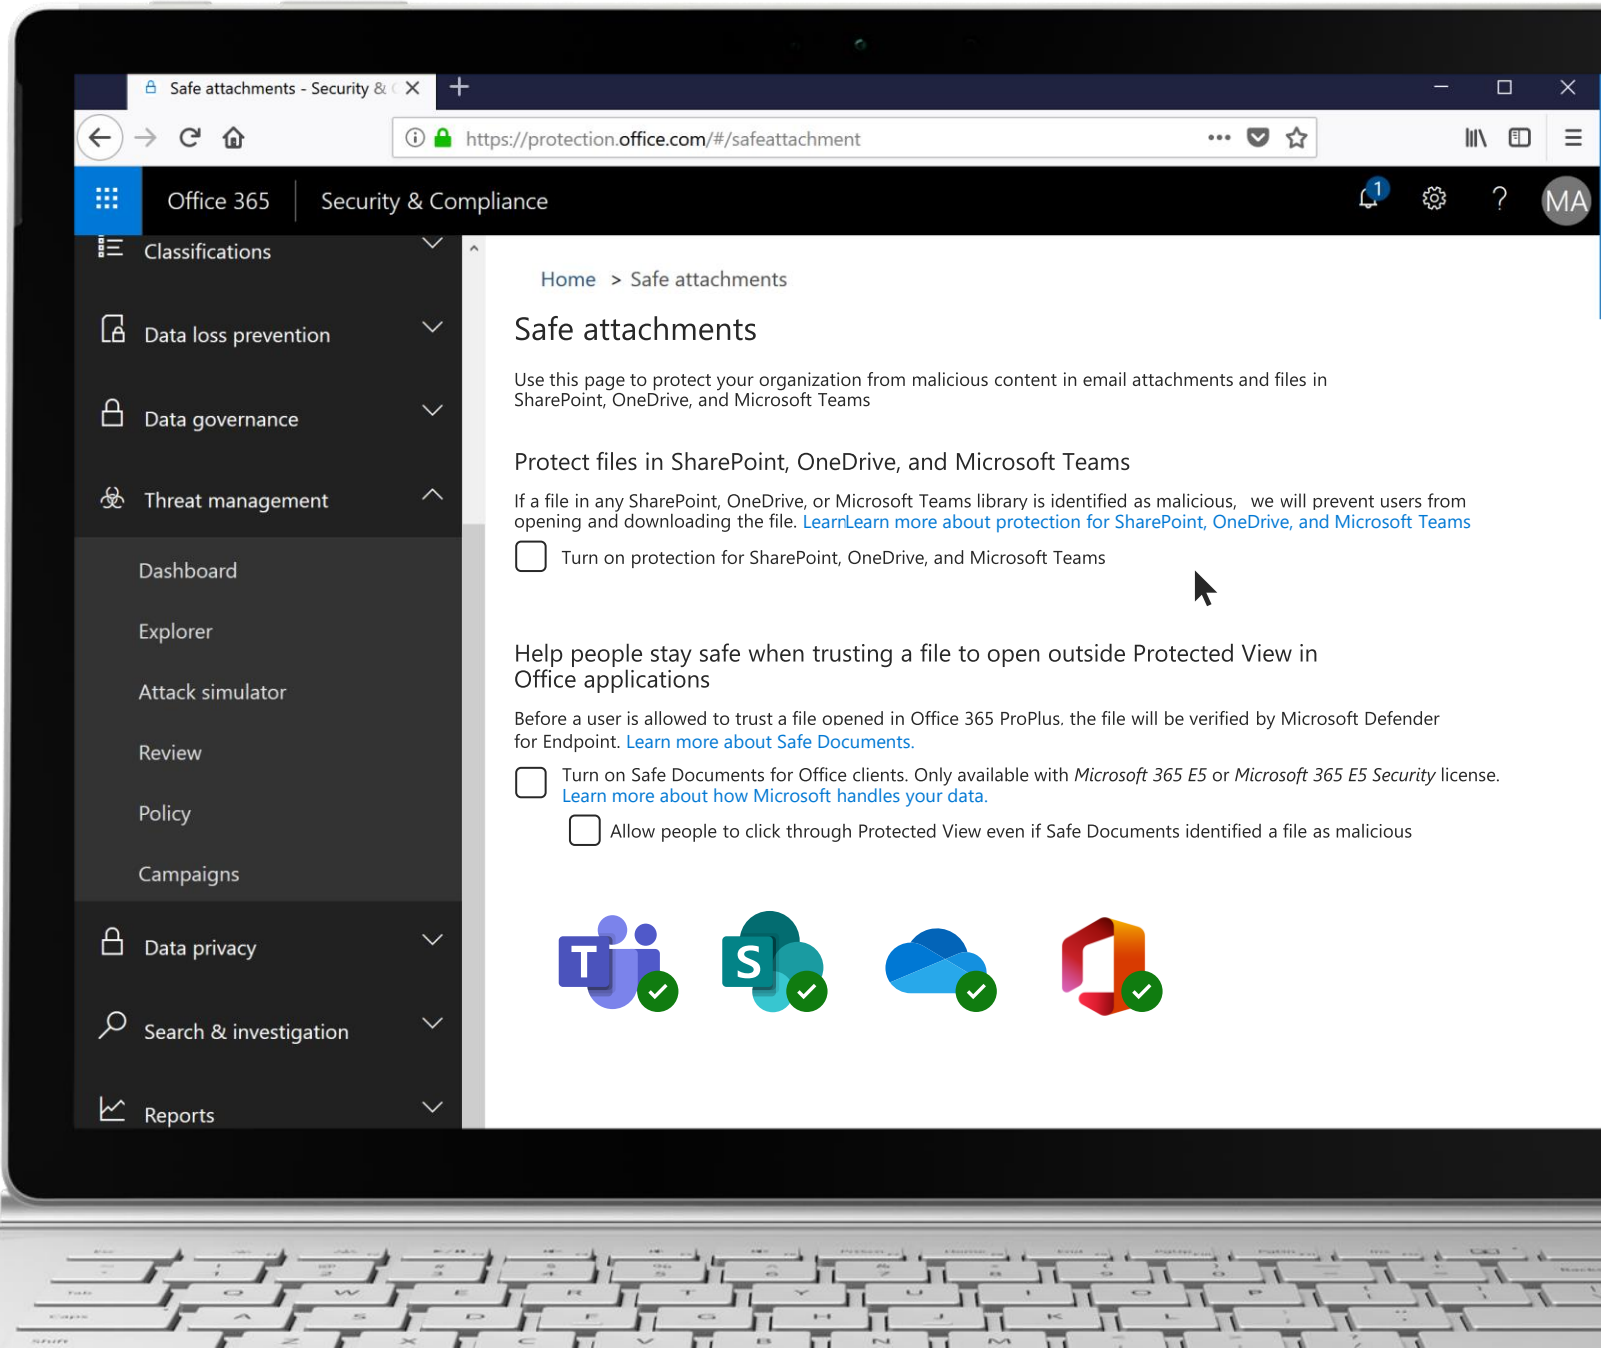 Safe attachments - Security &
https://protection.office.com/#/safeattachment
Office 365
Security & Compliance
1
?
MA
Classifications
Data loss prevention
Data governance
Threat management
Dashboard
Explorer
Attack simulator
Review
Policy
Campaigns
Data privacy
Search & investigation
Reports
Home > Safe attachments
Safe attachments
Use this page to protect your organization from malicious content in email attachments and files in
SharePoint, OneDrive, and Microsoft Teams
Protect files in SharePoint, OneDrive, and Microsoft Teams
If a file in any SharePoint, OneDrive, or Microsoft Teams library is identified as malicious, we will prevent users from
opening and downloading the file. LearnLearn more about protection for SharePoint, OneDrive, and Microsoft Teams
Turn on protection for SharePoint, OneDrive, and Microsoft Teams
Help people stay safe when trusting a file to open outside Protected View in
Office applications
Before a user is allowed to trust a file opened in Office 365 ProPlus, the file will be verified by Microsoft Defender
for Endpoint. Learn more about Safe Documents.
Turn on Safe Documents for Office clients. Only available with Microsoft 365 E5 or Microsoft 365 E5 Security license.
Learn more about how Microsoft handles your data.
Allow people to click through Protected View even if Safe Documents identified a file as malicious
T
S
Tab Q W E R T Y U I O P
Caps A S D F G H J K L
Shift Z X C V B N M